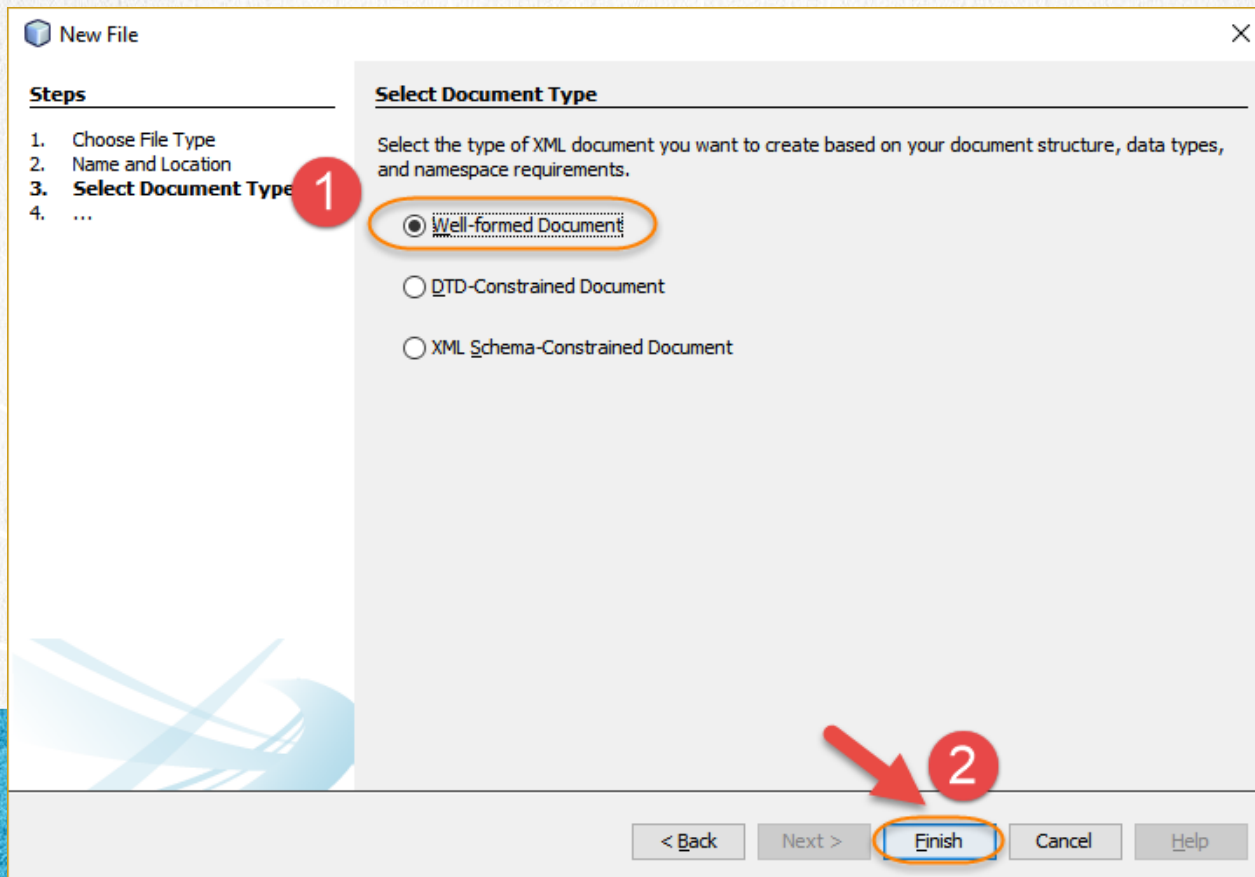 New File
Steps
1. Choose File Type
2. Name and Location
3. Select Document Type
4. ...
1
Select Document Type
Select the type of XML document you want to create based on your document structure, data types,
and namespace requirements.
Well-formed Document
DTD-Constrained Document
XML Schema-Constrained Document
2
< Back Next > Finish Cancel Help